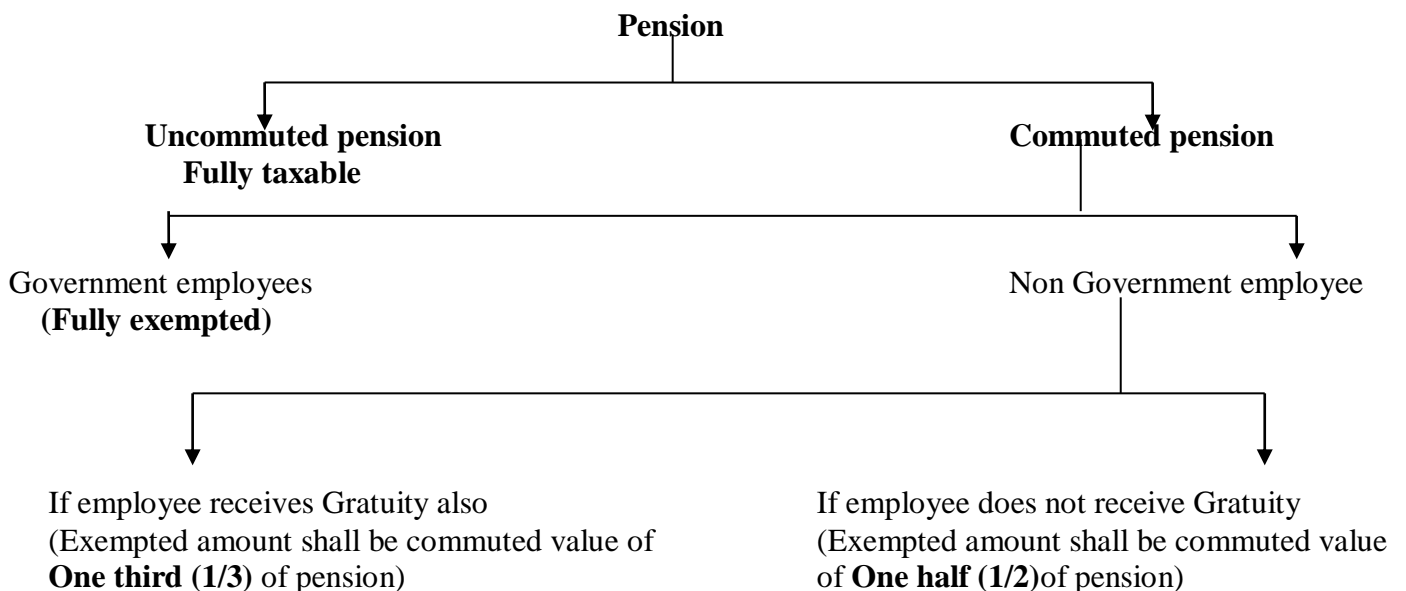 Pension
Uncommuted pension
Fully taxable
Commuted pension
Government employees
(Fully exempted)
Non Government employee
If employee receives Gratuity also
(Exempted amount shall be commuted value of
One third (1/3) of pension)
If employee does not receive Gratuity
(Exempted amount shall be commuted value
of One half (1/2)of pension)